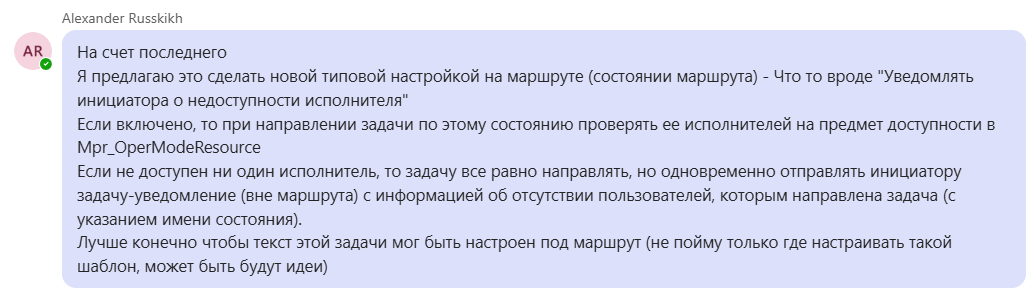 Alexander Russkikh
AR
На счет последнего
Я предлагаю это сделать новой типовой настройкой на маршруте (состоянии маршрута) - Что то вроде "Уведомлять
инициатора о недоступности исполнителя"
Если включено, то при направлении задачи по этому состоянию проверять ее исполнителей на предмет доступности в
Mpr_OperModeResource
Если не доступен ни один исполнитель, то задачу все равно направлять, но одновременно отправлять инициатору
задачу-уведомление (вне маршрута) с информацией об отсутствии пользователей, которым направлена задача (с
указанием имени состояния).
Лучше конечно чтобы текст этой задачи мог быть настроен под маршрут (не пойму только где настраивать такой
шаблон, может быть будут идеи)